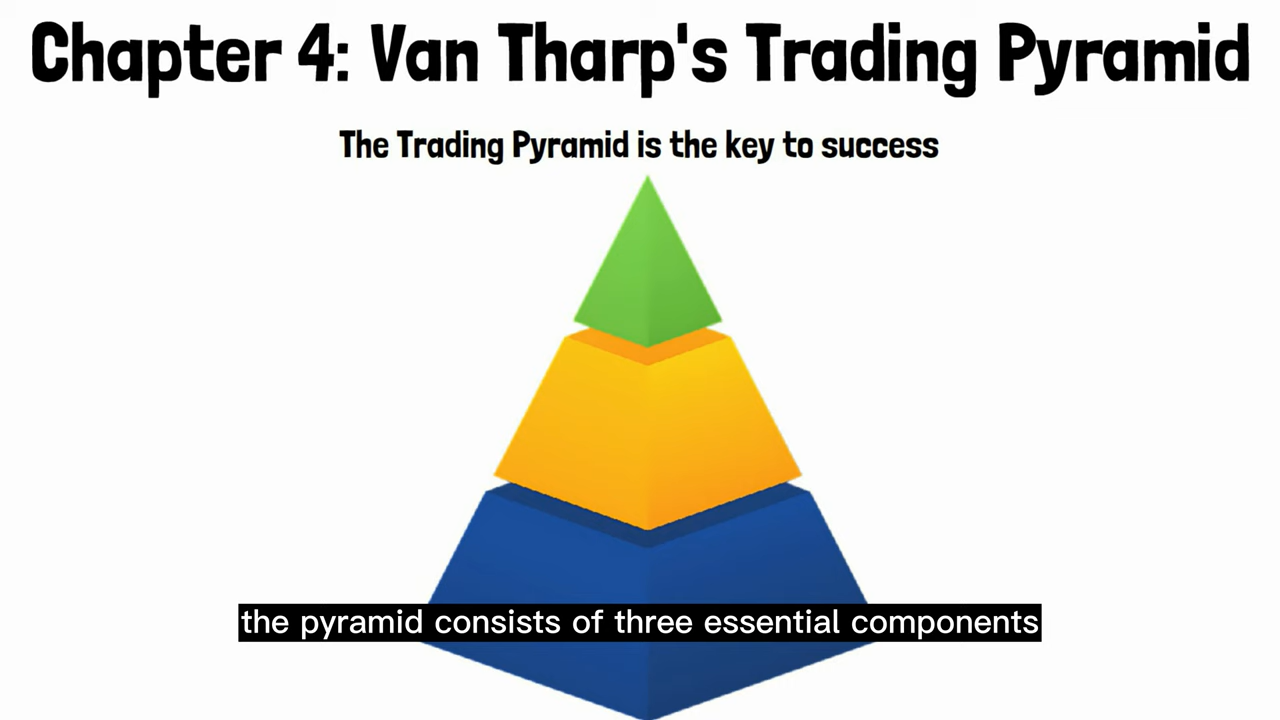 Chapter 4: Van Tharp's Trading Pyramid
The Trading Pyramid is the key to success
the pyramid consists of three essential components